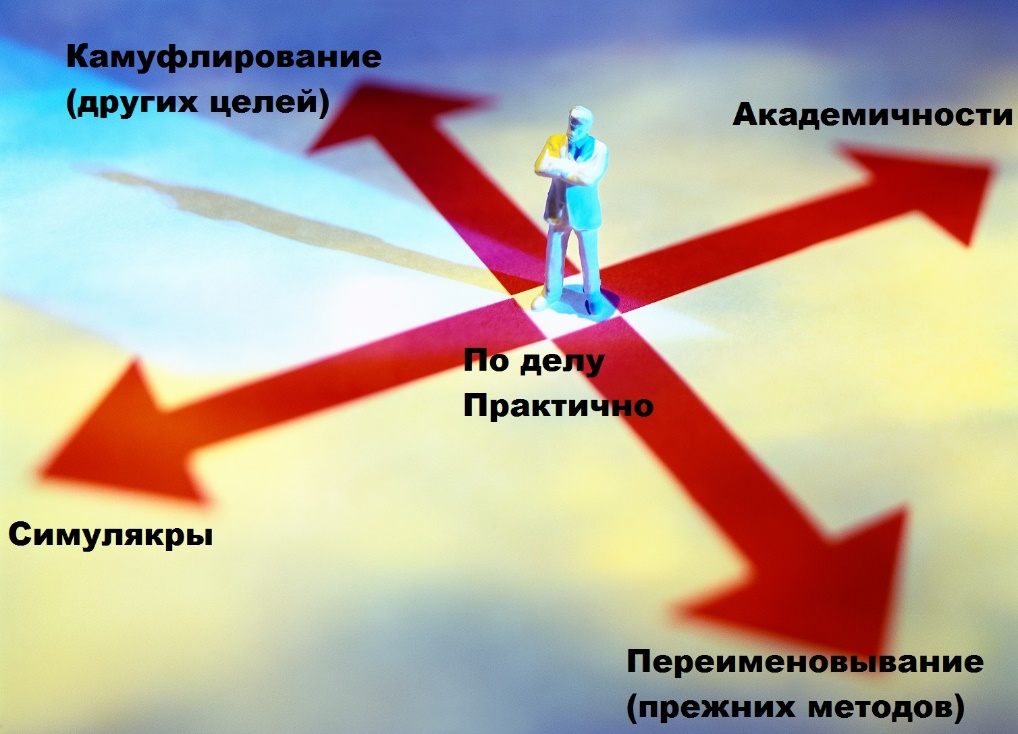 Камуфлирование
(других целей)
Академичности
По делу
Практично
Симулякры
Переименовывание
(прежних методов)